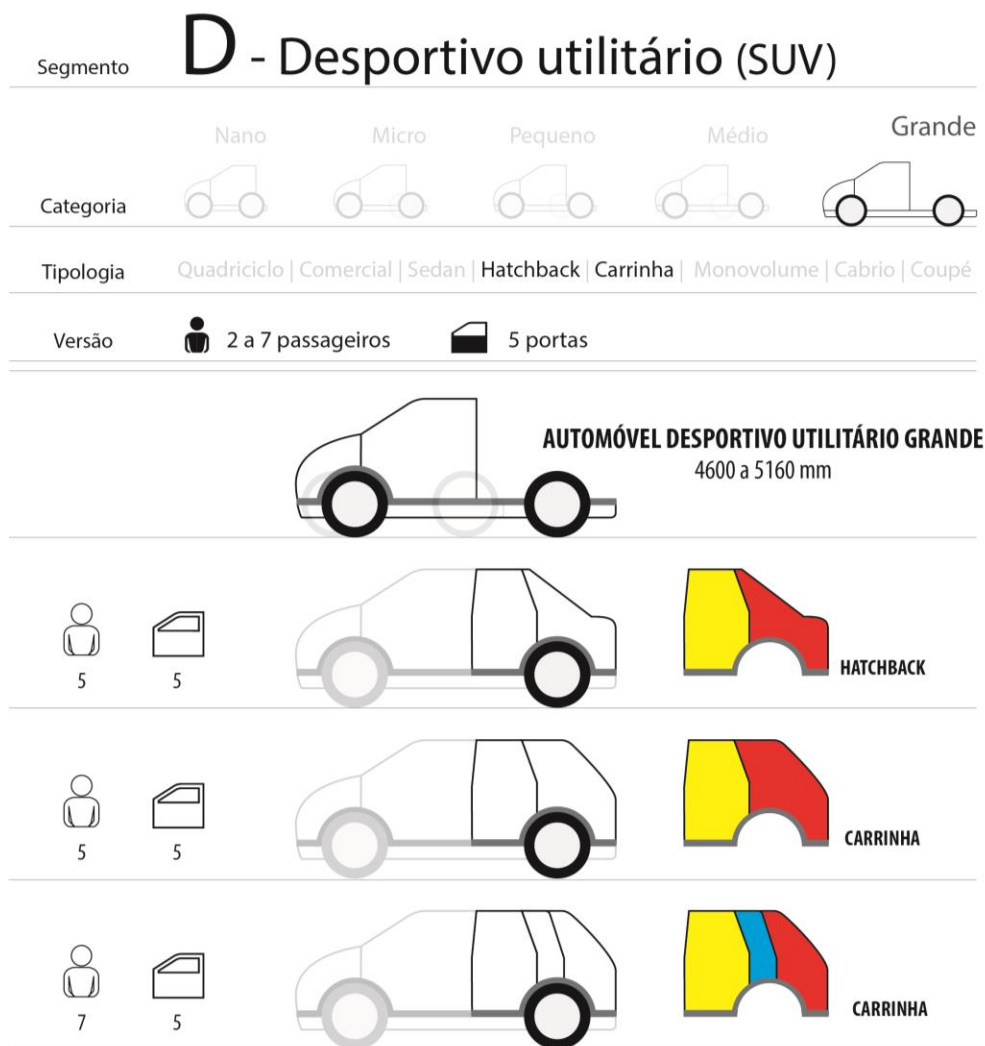 Segmento D - Desportivo utilitário (SUV)
Nano Micro Pequeno Médio Grande
Categoria
Tipologia Quadriciclo | Comercial | Sedan | Hatchback | Carrinha | Monovolume | Cabrio | Coupé
Versão 2 a 7 passageiros 5 portas
AUTOMÓVEL DESPORTIVO UTILITÁRIO GRANDE
4600 a 5160 mm
HATCHBACK
5 5
CARRINHA
5 5
CARRINHA
7 5